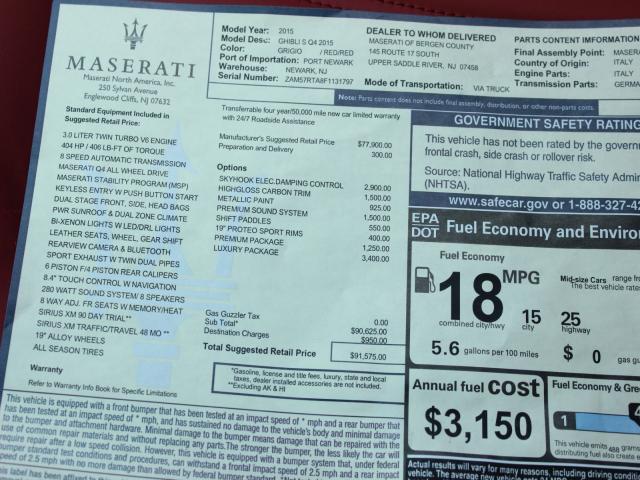 MASERATI
Maserati North America, Inc.
250 Sylvan Avenue
Englewood Cliffs, NJ 07632
Model Year: 2015
Model Desc: GHIBLI S Q4 2015
Color: GRIGIO / RED/RED
Port of Importation: PORT NEWARK
Warehouse: NEWARK, NJ
Serial Number: ZAM57RTA8F1131797
DEALER TO WHOM DELIVERED
MASERATI OF BERGEN COUNTY
145 ROUTE 17 SOUTH
UPPER SADDLE RIVER, NJ 07458
Mode of Transportation: VIA TRUCK
PARTS CONTENT INFORMATION
Final Assembly Point: MASER
Country of Origin: ITALY
Engine Parts: ITALY
Transmission Parts: GERMA
Note: Parts content does not include final assembly, distribution, or other non-parts costs.
Standard Equipment Included in
Suggested Retail Price:
3.0 LITER TWIN TURBO V6 ENGINE
404 HP / 406 LB-FT OF TORQUE
8 SPEED AUTOMATIC TRANSMISSION
MASERATI Q4 ALL WHEEL DRIVE
MASERATI STABILITY PROGRAM (MSP)
KEYLESS ENTRY W PUSH BUTTON START
DUAL STAGE FRONT, SIDE, HEAD BAGS
PWR SUNROOF & DUAL ZONE CLIMATE
BI-XENON LIGHTS W LED/DRL LIGHTS
LEATHER SEATS, WHEEL, GEAR SHIFT
REARVIEW CAMERA & BLUETOOTH
SPORT EXHAUST W TWIN DUAL PIPES
6 PISTON F/4 PISTON REAR CALIPERS
8.4" TOUCH CONTROL W NAVIGATION
280 WATT SOUND SYSTEM/ 8 SPEAKERS
8 WAY ADJ. FR SEATS W MEMORY/HEAT
SIRIUS XM 90 DAY TRIAL**
SIRIUS XM TRAFFIC/TRAVEL 48 MO **
19" ALLOY WHEELS
ALL SEASON TIRES
Warranty
Refer to Warranty Info Book for Specific Limitations
Transferrable four year/50,000 mile new car limited warranty
with 24/7 Roadside Assistance
Manufacturer's Suggested Retail Price $77,900.00
Preparation and Delivery 300.00
Options
SKYHOOK ELEC.DAMPING CONTROL 2,900.00
HIGHGLOSS CARBON TRIM 1,500.00
METALLIC PAINT 925.00
PREMIUM SOUND SYSTEM 1,500.00
SHIFT PADDLES 550.00
19" PROTEO SPORT RIMS 400.00
PREMIUM PACKAGE 1,250.00
LUXURY PACKAGE 3,400.00
Gas Guzzler Tax 0.00
Sub Total* $90,625.00
Destination Charges $950.00
Total Suggested Retail Price $91,575.00
*Gasoline, license and title fees, luxury, state and local
taxes, dealer installed accessories are not included.
**Excluding AK & HI
GOVERNMENT SAFETY RATING
This vehicle has not been rated by the govern
frontal crash, side crash or rollover risk.
Source: National Highway Traffic Safety Admin
(NHTSA).
www.safecar.gov or 1-888-327-42
EPA
DOT Fuel Economy and Enviro
Fuel Economy
18 MPG
combined city/hwy
15
city
25
highway
Mid-size Cars range fro
the best vehicle rates
5.6 gallons per 100 miles
$ 0 gas gu
Annual fuel cost
$3,150
Fuel Economy & Gre
1
This vehicle emits 488 grams
distributing fuel also create e
Actual results will vary for many reasons, including driving condi
vehicle. The average new
This vehicle is equipped with a front bumper that has been tested at an impact speed of * mph and a rear bumper that
has been tested at an impact speed of * mph, and has sustained no damage to the vehicle's body and minimal damage
to the bumper and attachment hardware. Minimal damage to the bumper means damage that can be repaired with the
use of common repair materials and without replacing any parts.The stronger the bumper, the less likely the car will
require repair after a low speed collision. However, this vehicle is equipped with a bumper system that, under federal
bumper standard test conditions and procedures, can withstand a frontal impact speed of 2.5 mph and a rear impact
speed of 2.5 mph with no more damage than allowed by federal bumper standard.
his label has been affixed to